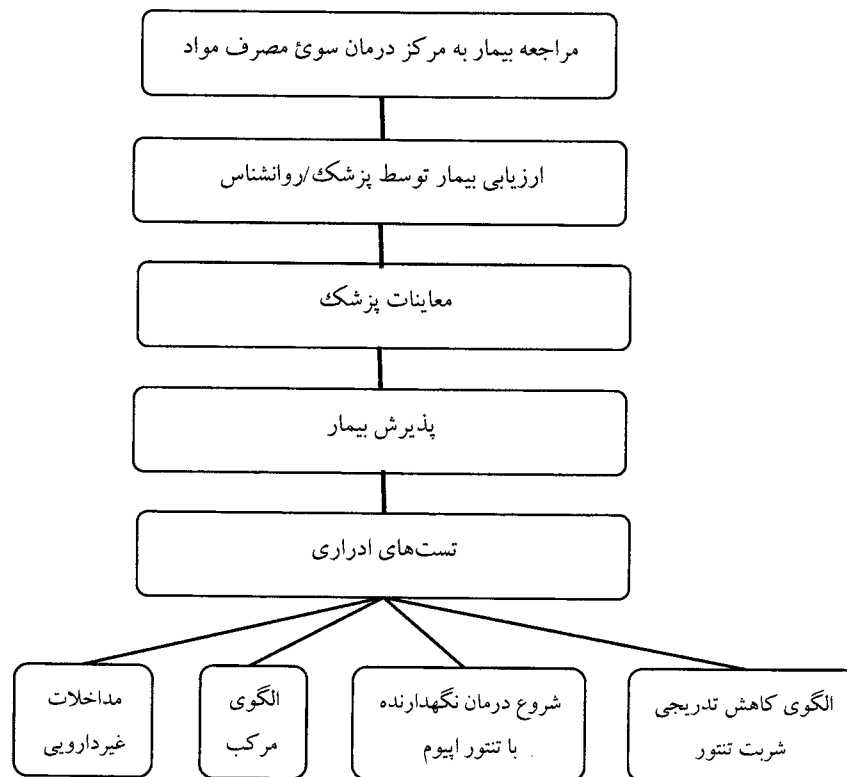 مراجعه بیمار به مرکز درمان سوئ مصرف مواد
ارزیابی بیمار توسط پزشک/روانشناس
معاینات پزشک
پذیرش بیمار
تست‌های ادراری
الگوی کاهش تدریجی
شربت تنتور
شروع درمان نگهدارنده
با تنتور اپیوم
الگوی
مرکب
مداخلات
غیردارویی